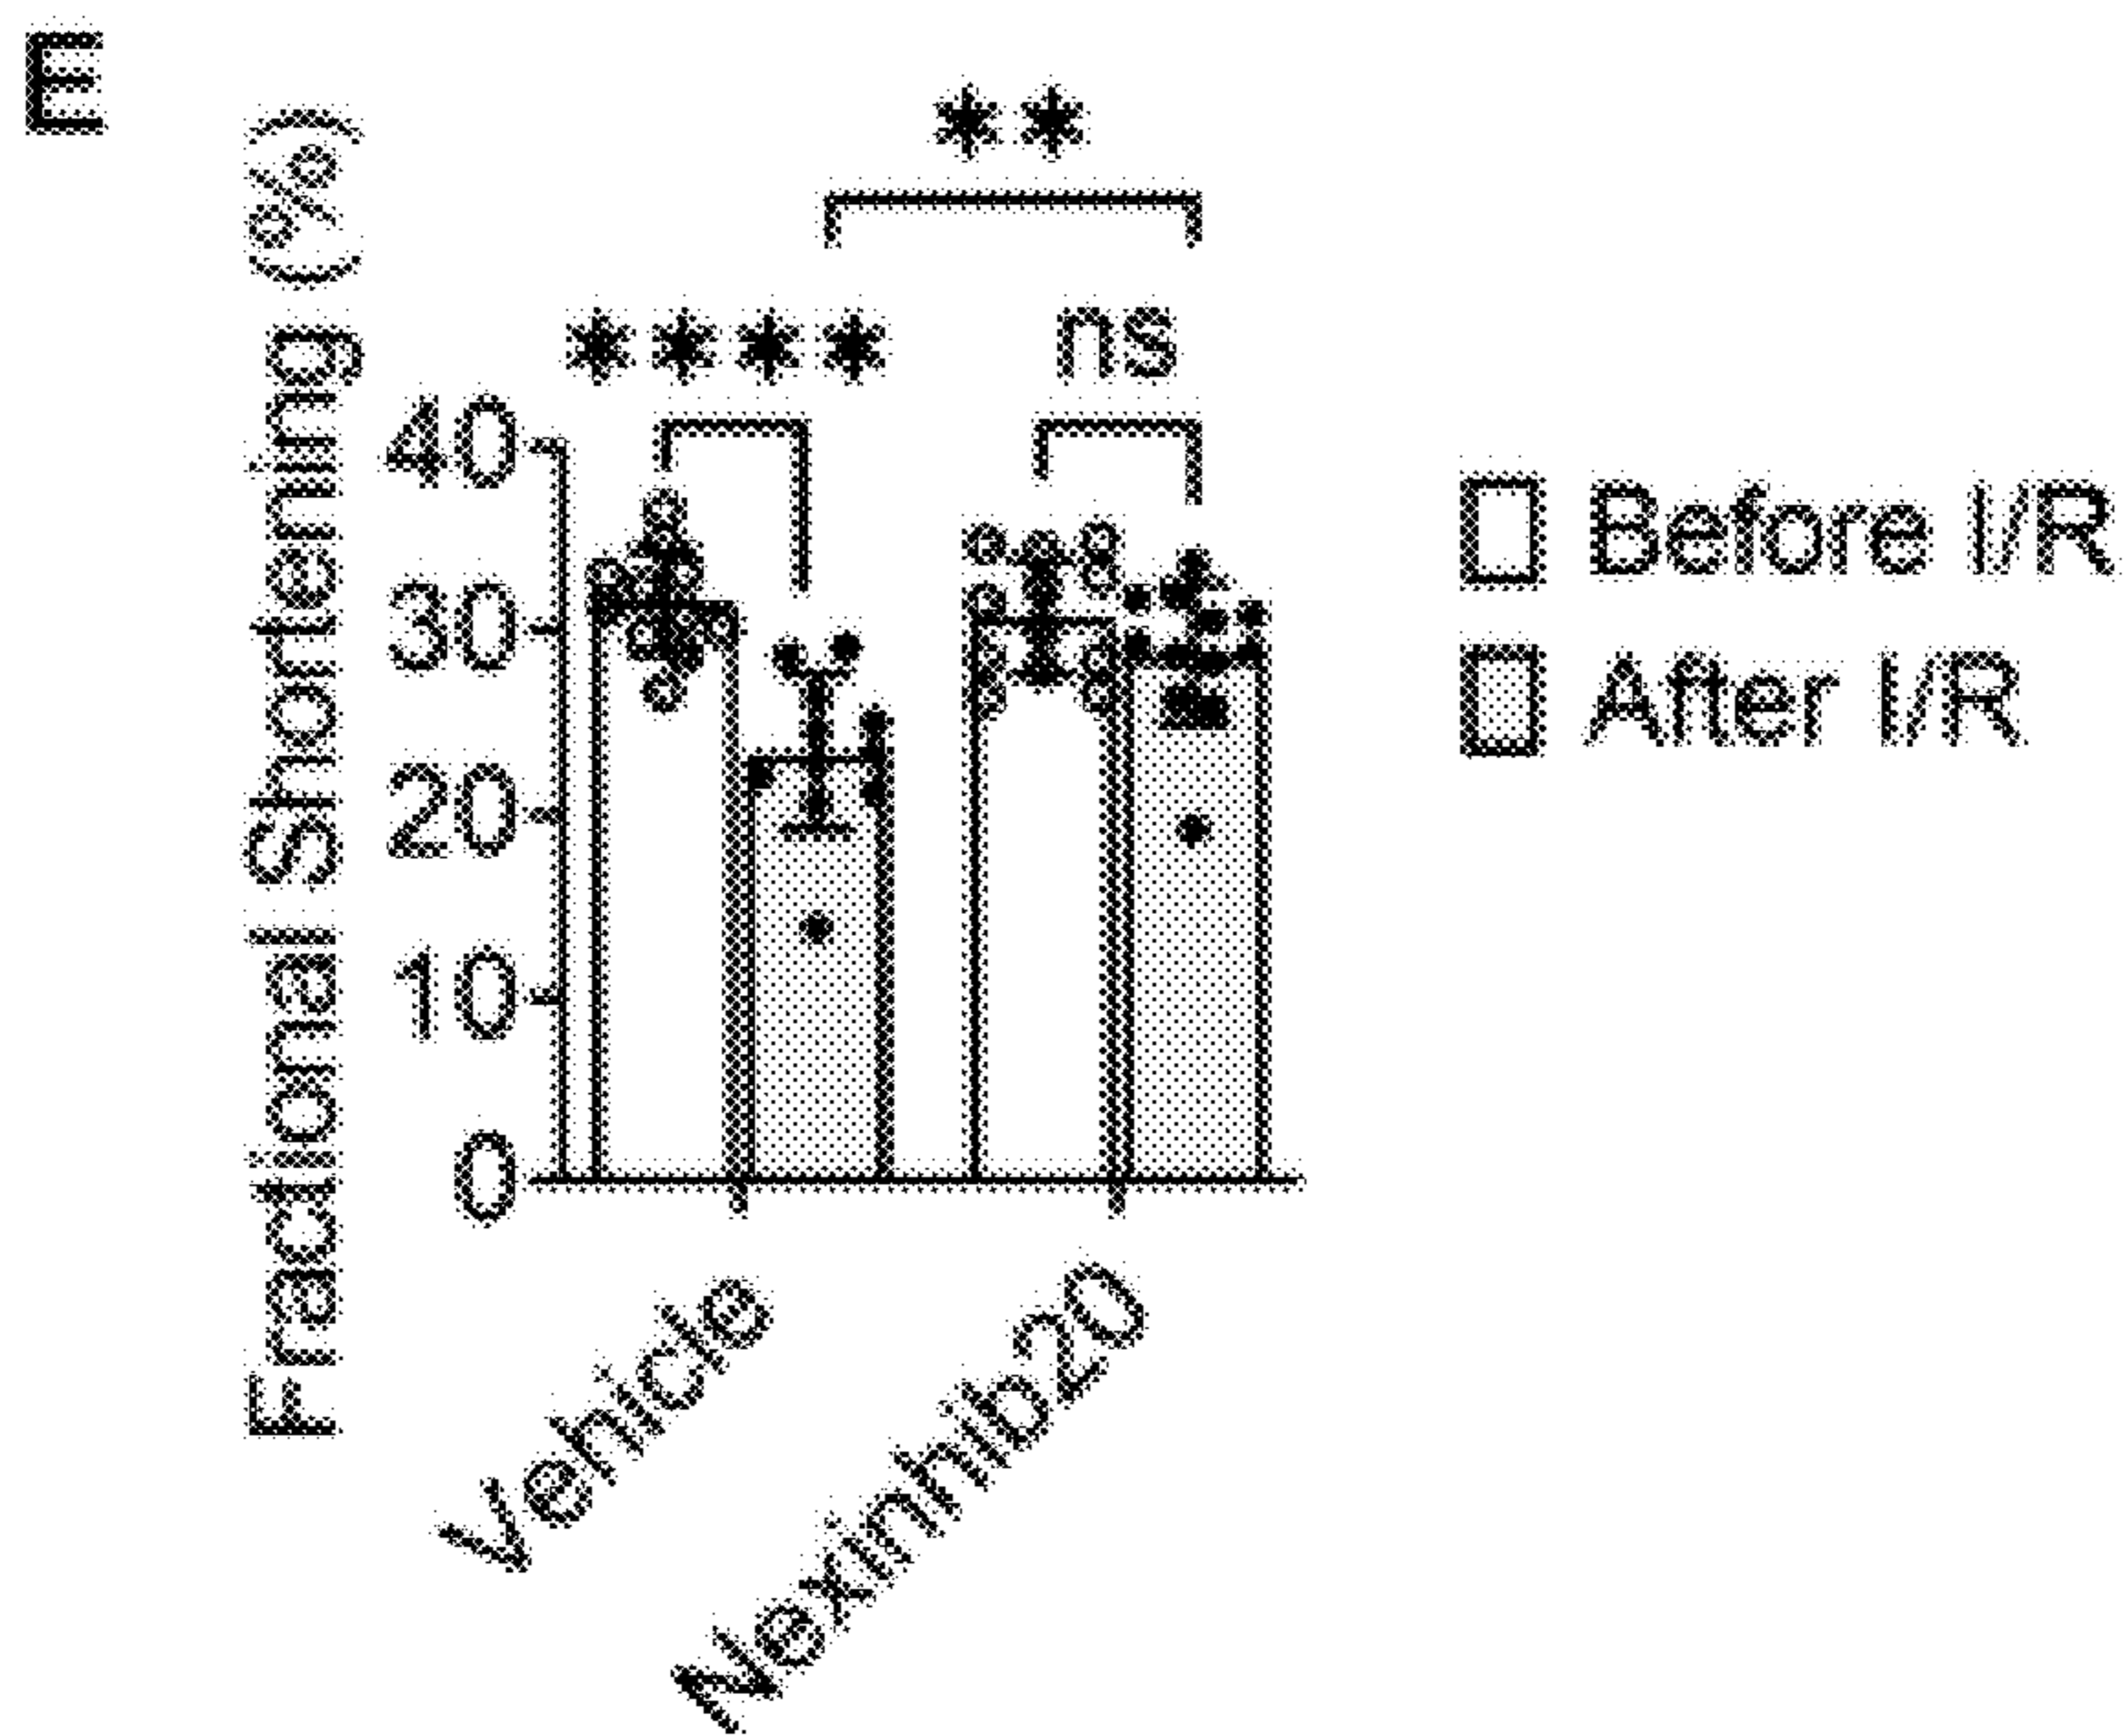 E
Fractional Shortening (%)
**
**** ns
40
30
20
10
0
Before I/R
After I/R
Vehicle
Nexinhib20